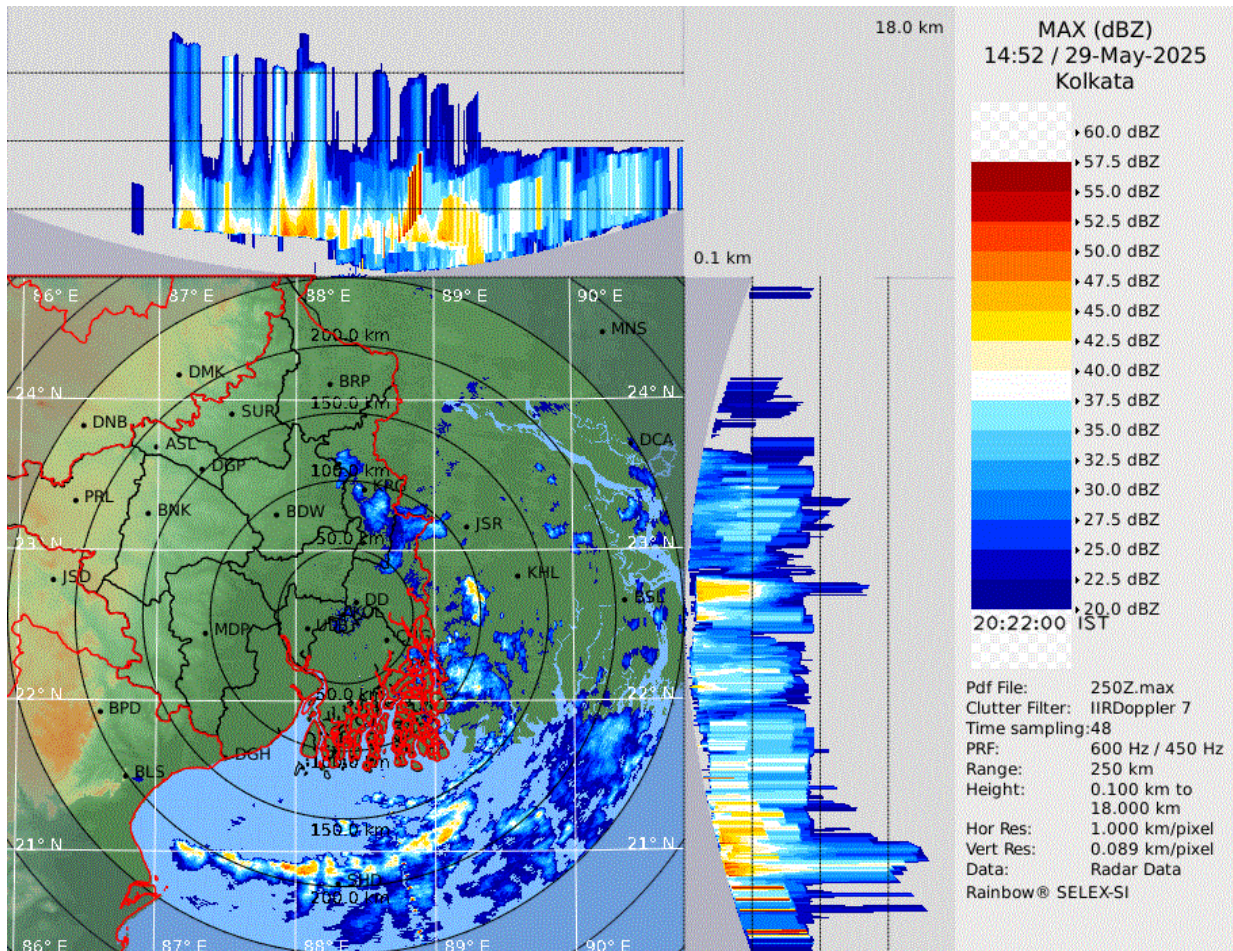 18.0 km
0.1 km
MAX (dBZ)
14:52 / 29-May-2025
Kolkata
60.0 dBZ
57.5 dBZ
55.0 dBZ
52.5 dBZ
50.0 dBZ
47.5 dBZ
45.0 dBZ
42.5 dBZ
40.0 dBZ
37.5 dBZ
35.0 dBZ
32.5 dBZ
30.0 dBZ
27.5 dBZ
25.0 dBZ
22.5 dBZ
20.0 dBZ
20:22:00 IST
Pdf File: 250Z.max
Clutter Filter: IIRDoppler 7
Time sampling:48
PRF: 600 Hz / 450 Hz
Range: 250 km
Height: 0.100 km to
18.000 km
Hor Res: 1.000 km/pixel
Vert Res: 0.089 km/pixel
Data: Radar Data
Rainbow® SELEX-SI
86° E 87° E 88° E 89° E 90° E
MNS
200.0 km
DMK
BRP
24° N 24° N
150.0 km
SUR
DNB
DCA
ASL
DGP
100.0 km
PRL
BNK
BDW
JSR
50.0 km
23° N 23° N
JSD
KHL
DD
BSL
MDP
50.0 km
22° N 22° N
BPD
DGH
100.0 km
BLS
150.0 km
21° N 21° N
SHD
200.0 km
86° E 87° E 88° E 89° E 90° E